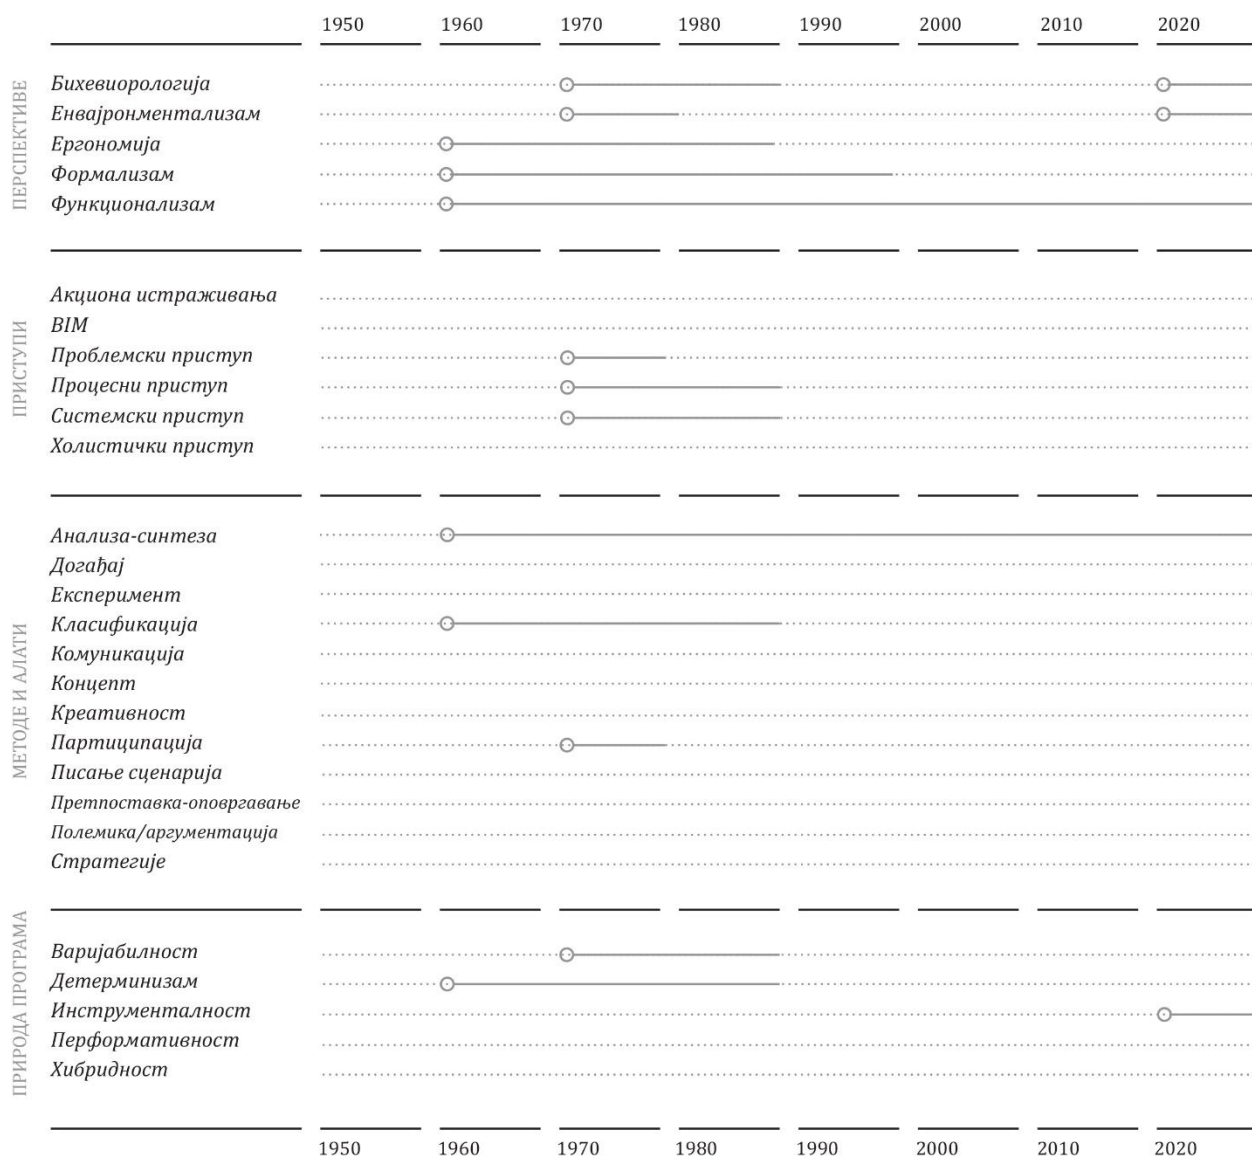 1950 1960 1970 1980 1990 2000 2010 2020
ПЕРСПЕКТИВЕ
Бихевиорологија
Енвајронментализам
Ергономија
Формализам
Функционализам
ПРИСТУПИ
Акциона истраживања
BIM
Проблемски приступ
Процесни приступ
Системски приступ
Холистички приступ
МЕТОДЕ И АЛАТИ
Анализа-синтеза
Догађај
Експеримент
Класификација
Комуникација
Концепт
Креативност
Партиципација
Писање сценарија
Претпоставка-оповргавање
Полемика/аргументација
Стратегије
ПРИРОДА ПРОГРАМА
Варијабилност
Детерминизам
Инструменталност
Перформативност
Хибридност
1950 1960 1970 1980 1990 2000 2010 2020